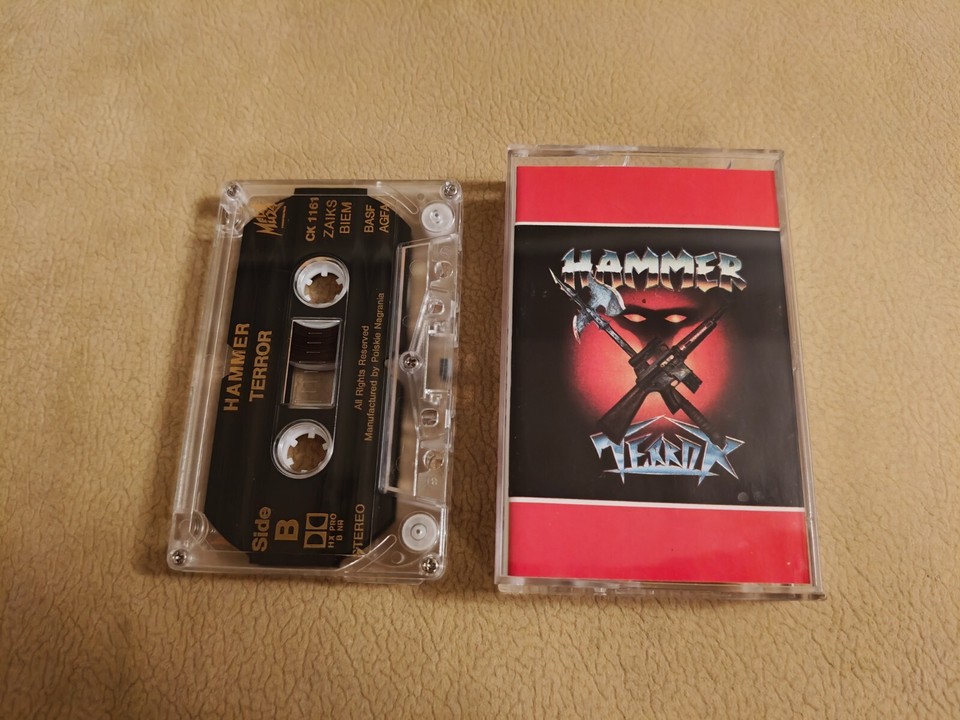 HAMMER
TERROR
CK 1161
ZAIKS
BIEM
BASF
AGFA
All Rights Reserved
Manufactured by Polskie Nagrania
Side
B
HX PRO
B NR
STEREO
HAMMER
TERROR